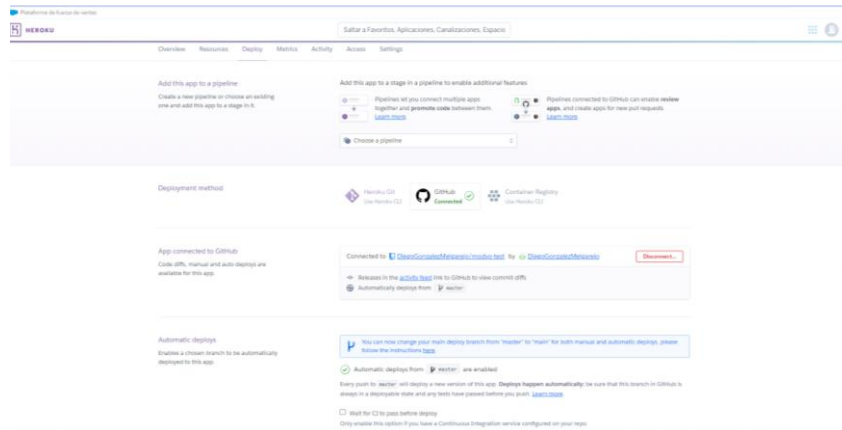 Plataforma de fuerza de ventas
HEROKU
Saltar a Favoritos, Aplicaciones, Canalizaciones, Espacio
Overview Resources Deploy Metrics Activity Access Settings
Add this app to a pipeline
Create a new pipeline or choose an existing
one and add this app to a stage in it.
Add this app to a stage in a pipeline to enable additional features
Pipelines let you connect multiple apps
together and promote code between them.
Learn more.
Pipelines connected to GitHub can enable review
apps, and create apps for new pull requests.
Learn more.
Choose a pipeline
Deployment method
Heroku Git
Use Heroku CLI
GitHub
Connected
Container Registry
Use Heroku CLI
App connected to GitHub
Code diffs, manual and auto deploys are
available for this app.
Connected to by
Disconnect...
Releases in the activity feed link to GitHub to view commit diffs
Automatically deploys from master
Automatic deploys
Enables a chosen branch to be automatically
deployed to this app.
You can now change your main deploy branch from "master" to "main" for both manual and automatic deploys, please
follow the instructions here.
Automatic deploys from master are enabled
Every push to master will deploy a new version of this app. Deploys happen automatically: be sure that this branch in GitHub is
always in a deployable state and any tests have passed before you push. Learn more.
Wait for CI to pass before deploy
Only enable this option if you have a Continuous Integration service configured on your repo.